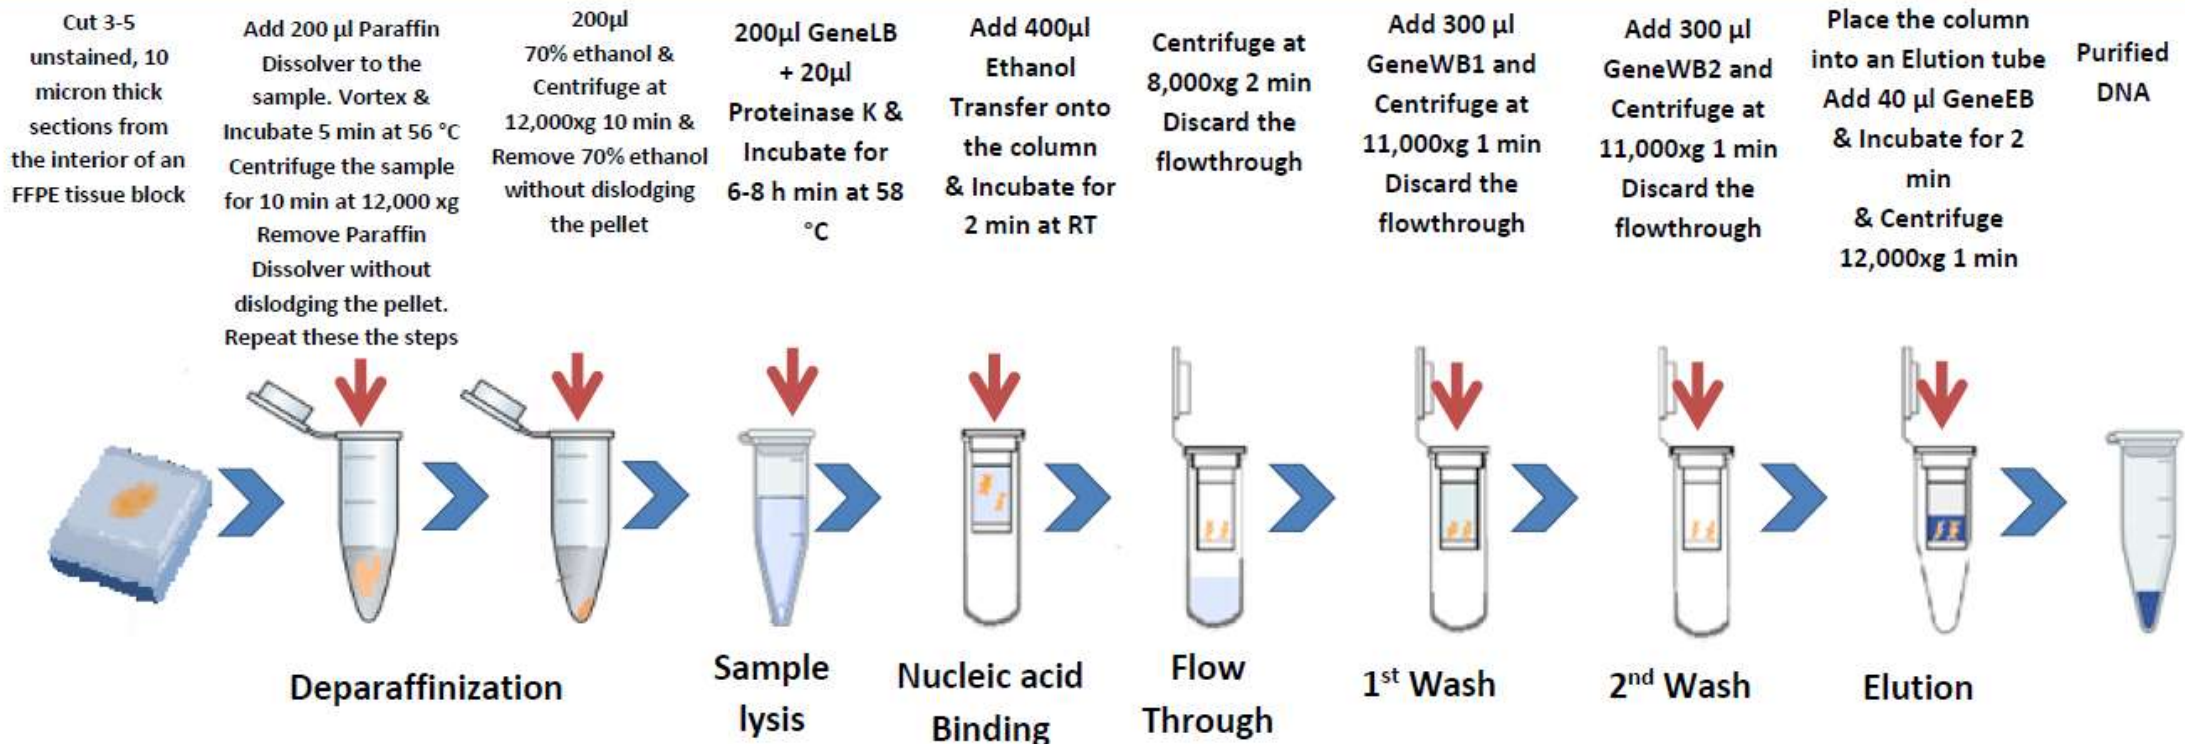 Cut 3-5
unstained, 10
micron thick
sections from
the interior of an
FFPE tissue block
Add 200 µl Paraffin
Dissolver to the
sample. Vortex &
Incubate 5 min at 56 °C
Centrifuge the sample
for 10 min at 12,000 xg
Remove Paraffin
Dissolver without
dislodging the pellet.
Repeat these the steps
200µl
70% ethanol &
Centrifuge at
12,000xg 10 min &
Remove 70% ethanol
without dislodging
the pellet
200µl GeneLB
+ 20µl
Proteinase K &
Incubate for
6-8 h min at 58
°C
Add 400µl
Ethanol
Transfer onto
the column
& Incubate for
2 min at RT
Centrifuge at
8,000xg 2 min
Discard the
flowthrough
Add 300 µl
GeneWB1 and
Centrifuge at
11,000xg 1 min
Discard the
flowthrough
Add 300 µl
GeneWB2 and
Centrifuge at
11,000xg 1 min
Discard the
flowthrough
Place the column
into an Elution tube
Add 40 µl GeneEB
& Incubate for 2
min
& Centrifuge
12,000xg 1 min
Purified
DNA
Deparaffinization
Sample
lysis
Nucleic acid
Binding
Flow
Through
1st Wash
2nd Wash
Elution